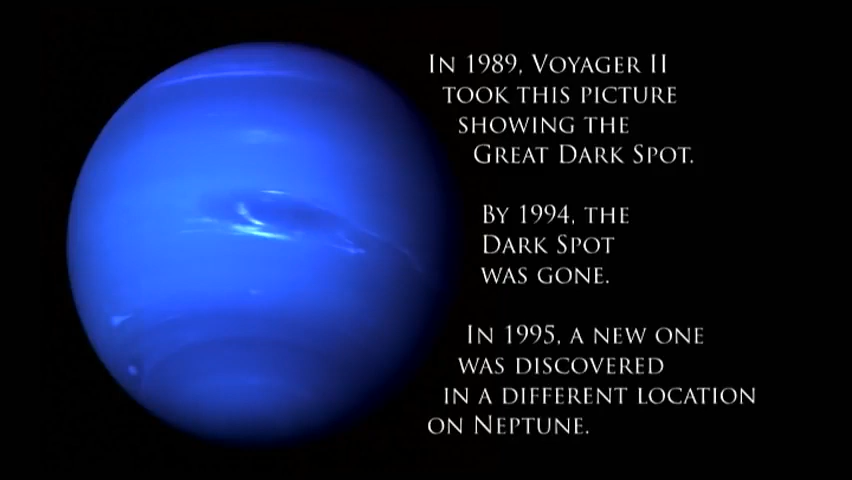 In 1989, Voyager II
took this picture
showing the
Great Dark Spot.
By 1994, the
Dark Spot
was gone.
In 1995, a new one
was discovered
in a different location
on Neptune.